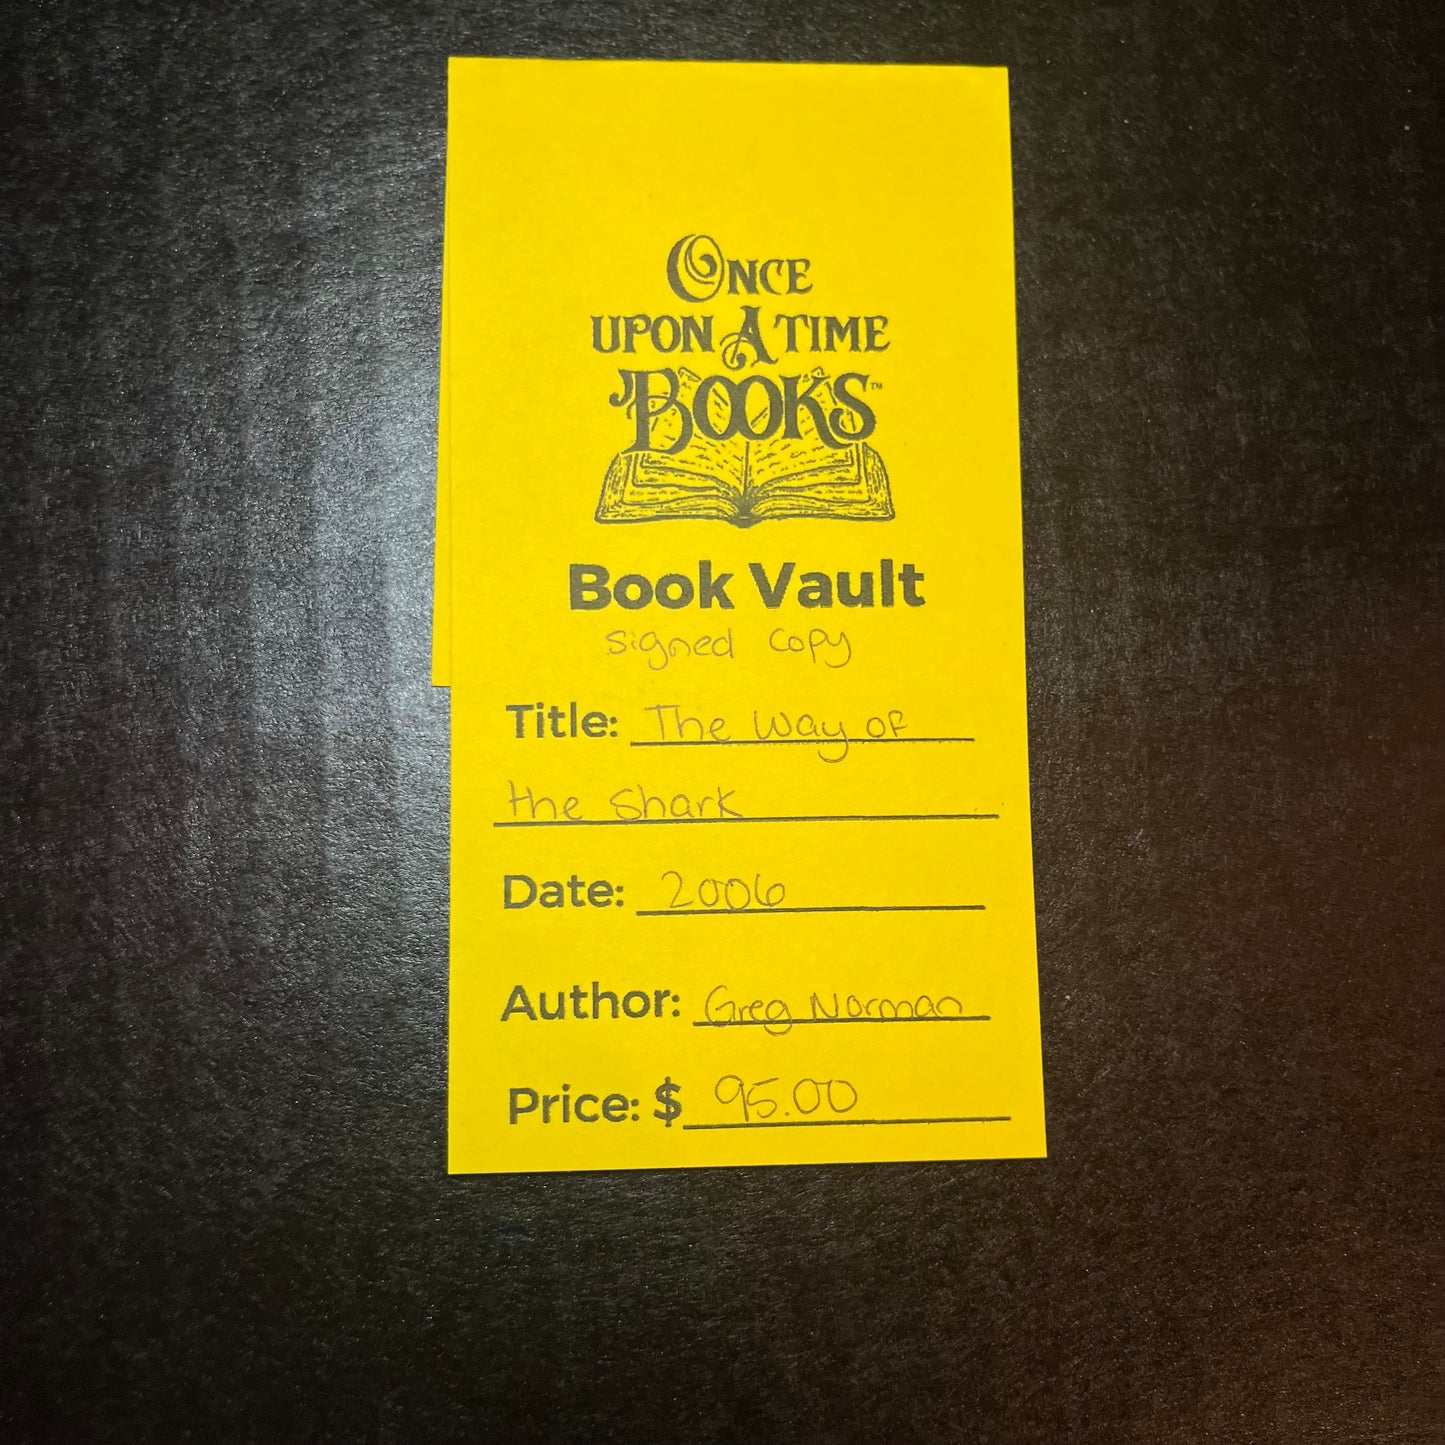 ONCE
UPON A TIME
BOOKS™
Book Vault
Signed Copy
Title: The Way of
the Shark
Date: 2006
Author: Greg Norman
Price: $ 95.00